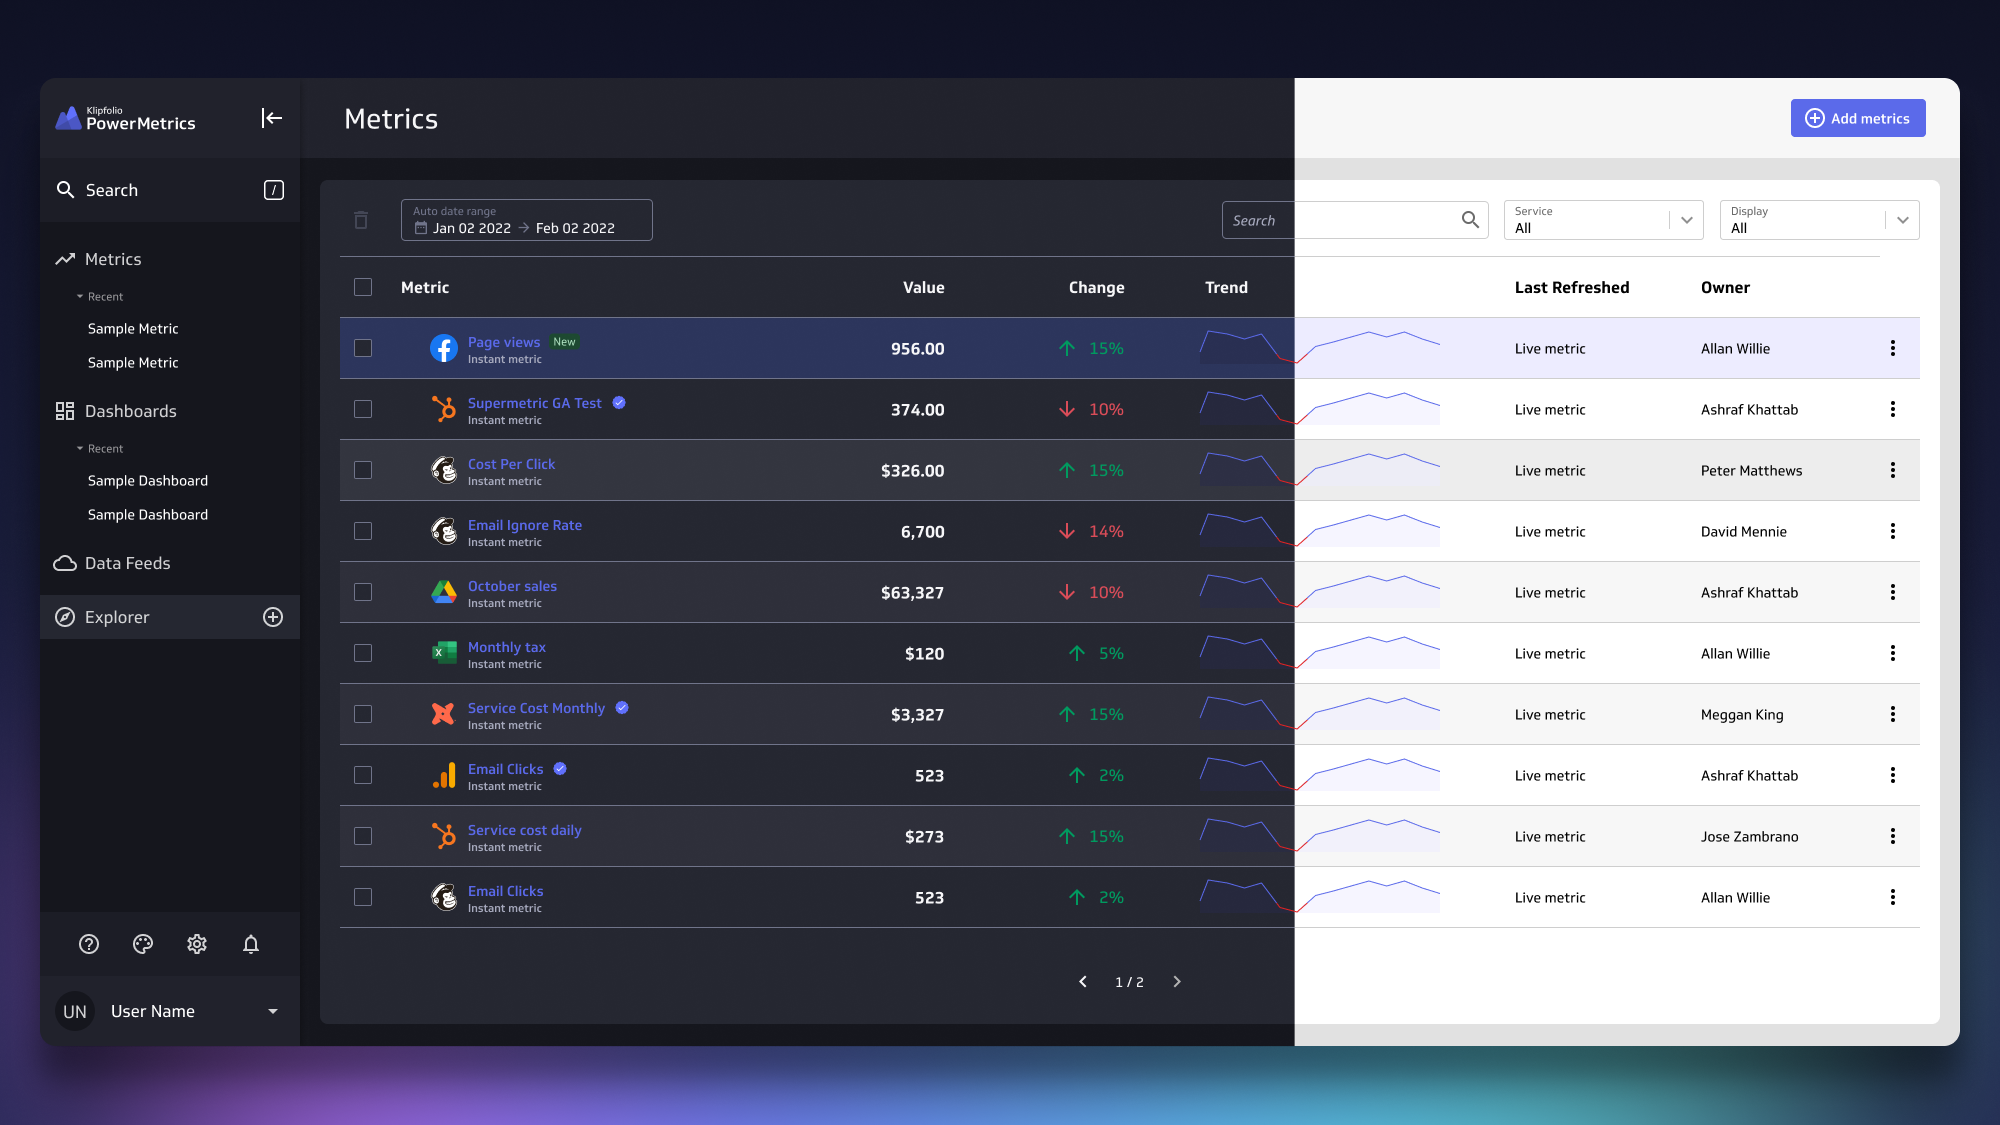 Klipfolio
PowerMetrics
Search
/
Metrics
Recent
Sample Metric
Sample Metric
Dashboards
Recent
Sample Dashboard
Sample Dashboard
Data Feeds
Explorer
UN
User Name
Metrics
Add metrics
Auto date range
Jan 02 2022 → Feb 02 2022
Search
Service
All
Display
All
Metric Value Change Trend Last Refreshed Owner
Page views New
Instant metric
956.00 ↑ 15% Live metric Allan Willie
Supermetric GA Test
Instant metric
374.00 ↓ 10% Live metric Ashraf Khattab
Cost Per Click
Instant metric
$326.00 ↑ 15% Live metric Peter Matthews
Email Ignore Rate
Instant metric
6,700 ↓ 14% Live metric David Mennie
October sales
Instant metric
$63,327 ↓ 10% Live metric Ashraf Khattab
X
Monthly tax
Instant metric
$120 ↑ 5% Live metric Allan Willie
Service Cost Monthly
Instant metric
$3,327 ↑ 15% Live metric Meggan King
Email Clicks
Instant metric
523 ↑ 2% Live metric Ashraf Khattab
Service cost daily
Instant metric
$273 ↑ 15% Live metric Jose Zambrano
Email Clicks
Instant metric
523 ↑ 2% Live metric Allan Willie
1 / 2